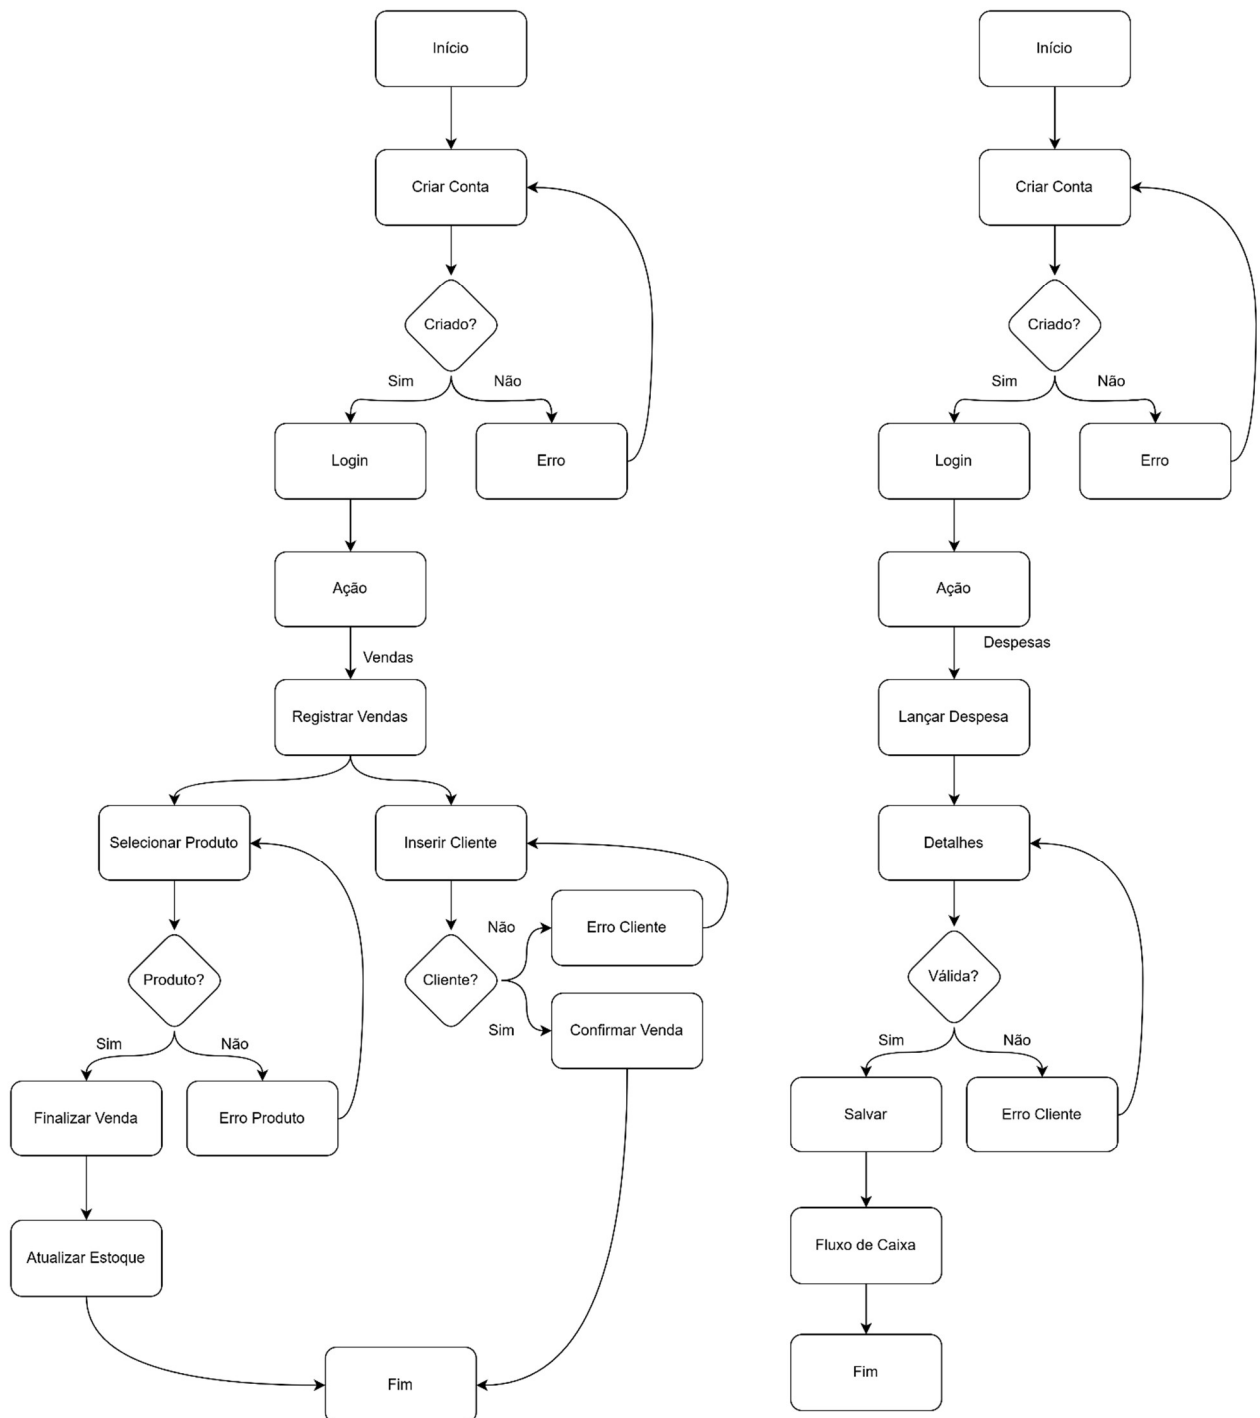 Início
Criar Conta
Criado?
Sim
Não
Login
Erro
Ação
Vendas
Registrar Vendas
Selecionar Produto
Inserir Cliente
Produto?
Cliente?
Não
Erro Cliente
Sim
Confirmar Venda
Sim
Não
Finalizar Venda
Erro Produto
Atualizar Estoque
Fim
Início
Criar Conta
Criado?
Sim
Não
Login
Erro
Ação
Despesas
Lançar Despesa
Detalhes
Válida?
Sim
Não
Salvar
Erro Cliente
Fluxo de Caixa
Fim